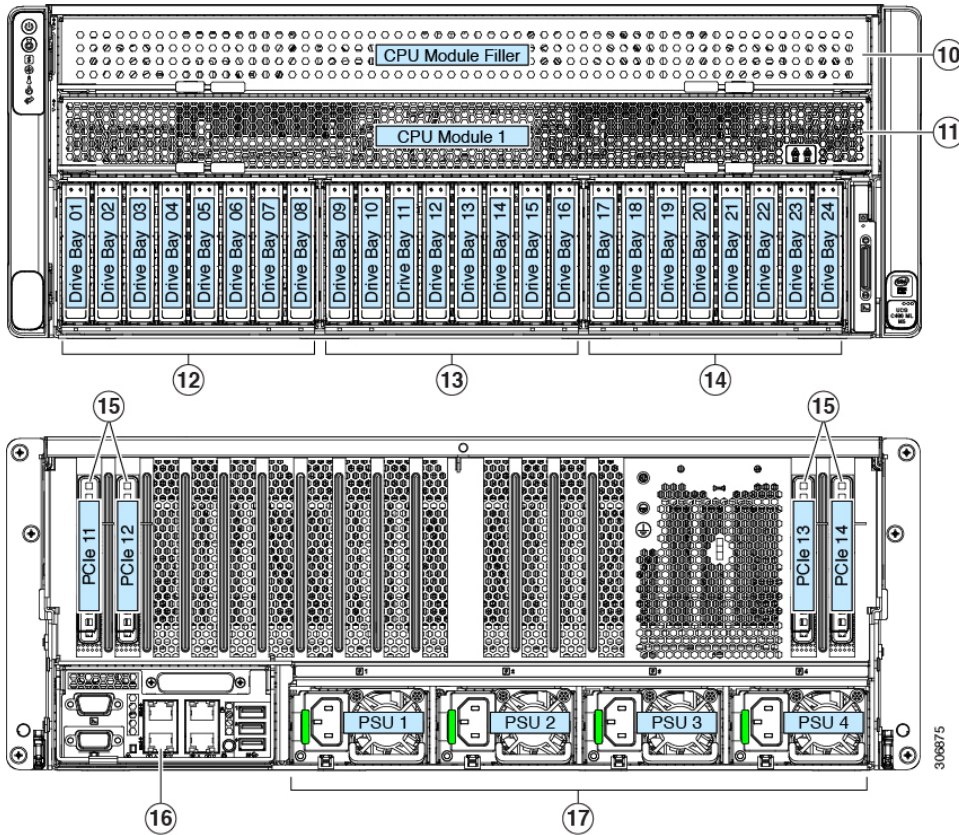 CPU Module Filler
10
CPU Module 1
11
Drive Bay 01
Drive Bay 02
Drive Bay 03
Drive Bay 04
Drive Bay 05
Drive Bay 06
Drive Bay 07
Drive Bay 08
Drive Bay 09
Drive Bay 10
Drive Bay 11
Drive Bay 12
Drive Bay 13
Drive Bay 14
Drive Bay 15
Drive Bay 16
Drive Bay 17
Drive Bay 18
Drive Bay 19
Drive Bay 20
Drive Bay 21
Drive Bay 22
Drive Bay 23
Drive Bay 24
12
13
14
15
15
PCIe 11
PCIe 12
PCIe 13
PCIe 14
1
2
3
4
PSU 1
PSU 2
PSU 3
PSU 4
306875
16
17